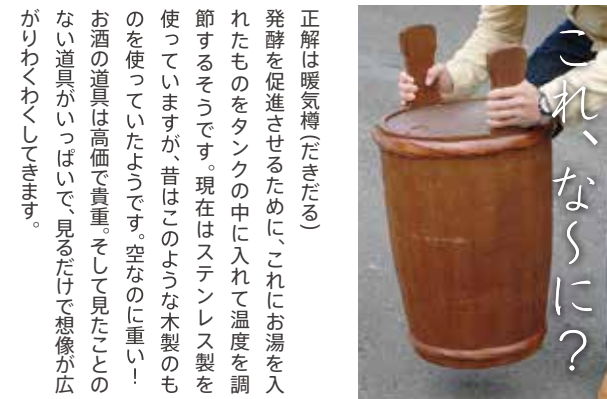 これ、な〜に？
正解は暖気樽(だきだる)
発酵を促進させるために、これにお湯を入
れたものをタンクの中に入れて温度を調
節するそうです。現在はステンレス製を
使っていますが、昔はこのような木製のも
のを使っていたようです。空なのに重い！
お酒の道具は高価で貴重。そして見たことの
ない道具がいっぱいで、見るだけで想像が広
がりわくわくしてきます。